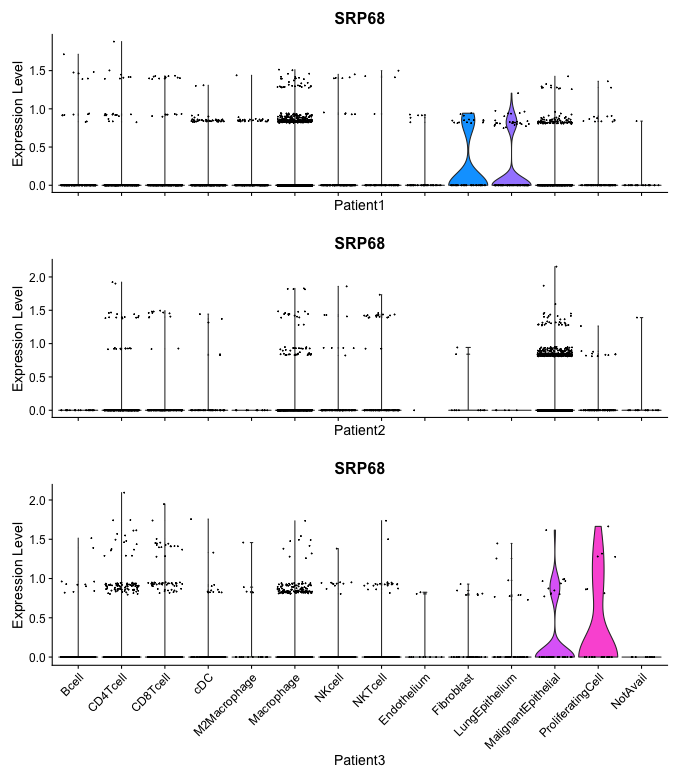 SRP68
Expression Level
1.5
1.0
0.5
0.0
Patient1
SRP68
Expression Level
2.0
1.5
1.0
0.5
0.0
Patient2
SRP68
Expression Level
2.0
1.5
1.0
0.5
0.0
Bcell
CD4Tcell
CD8Tcell
cDC
M2Macrophage
Macrophage
NKcell
NKTcell
Endothelium
Fibroblast
LungEpithelium
MalignantEpithelial
ProliferatingCell
NotAvail
Patient3